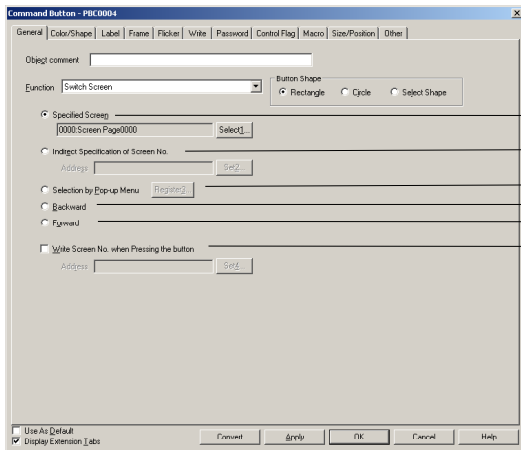 Command Button - PBC0004
General Color/Shape Label Frame Flicker Write Password Control Flag Macro Size/Position Other
Object comment
Function Switch Screen
Button Shape
Rectangle Circle Select Shape
Specified Screen
0000:Screen Page0000 Select1...
Indirect Specification of Screen No.
Address Set2...
Selection by Pop-up Menu Register3...
Backward
Forward
Write Screen No. when Pressing the button
Address Set4...
Use As Default
Display Extension Tabs
Convert Apply OK Cancel Help